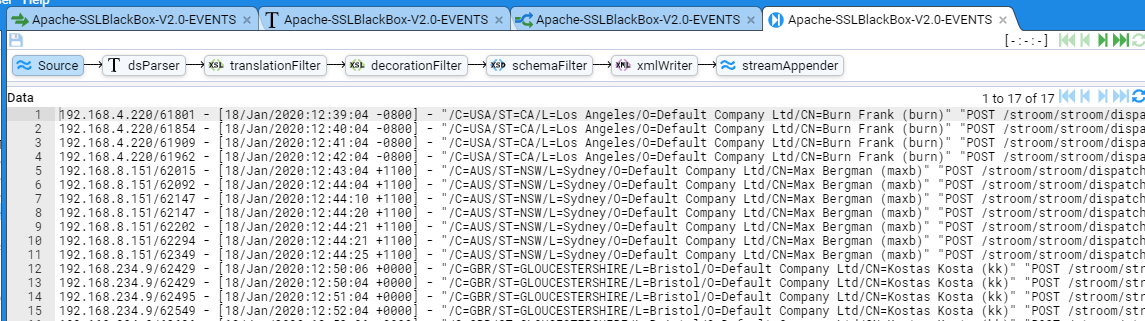 Help
Apache-SSLBlackBox-V2.0-EVENTS × T Apache-SSLBlackBox-V2.0-EVENTS × Apache-SSLBlackBox-V2.0-EVENTS × Apache-SSLBlackBox-V2.0-EVENTS ×
[-:-:-]
Source T dsParser XSL translationFilter XSL decorationFilter XSD schemaFilter XML xmlWriter streamAppender
Data 1 to 17 of 17
1 192.168.4.220/61801 - [18/Jan/2020:12:39:04 -0800] - "/C=USA/ST=CA/L=Los Angeles/O=Default Company Ltd/CN=Burn Frank (burn)" "POST /stroom/stroom/dispa
2 192.168.4.220/61854 - [18/Jan/2020:12:40:04 -0800] - "/C=USA/ST=CA/L=Los Angeles/O=Default Company Ltd/CN=Burn Frank (burn)" "POST /stroom/stroom/dispa
3 192.168.4.220/61909 - [18/Jan/2020:12:41:04 -0800] - "/C=USA/ST=CA/L=Los Angeles/O=Default Company Ltd/CN=Burn Frank (burn)" "POST /stroom/stroom/dispa
4 192.168.4.220/61962 - [18/Jan/2020:12:42:04 -0800] - "/C=USA/ST=CA/L=Los Angeles/O=Default Company Ltd/CN=Burn Frank (burn)" "POST /stroom/stroom/dispa
5 192.168.8.151/62015 - [18/Jan/2020:12:43:04 +1100] - "/C=AUS/ST=NSW/L=Sydney/O=Default Company Ltd/CN=Max Bergman (maxb)" "POST /stroom/stroom/dispatch
6 192.168.8.151/62092 - [18/Jan/2020:12:44:04 +1100] - "/C=AUS/ST=NSW/L=Sydney/O=Default Company Ltd/CN=Max Bergman (maxb)" "POST /stroom/stroom/dispatch
7 192.168.8.151/62147 - [18/Jan/2020:12:44:10 +1100] - "/C=AUS/ST=NSW/L=Sydney/O=Default Company Ltd/CN=Max Bergman (maxb)" "POST /stroom/stroom/dispatch
8 192.168.8.151/62147 - [18/Jan/2020:12:44:20 +1100] - "/C=AUS/ST=NSW/L=Sydney/O=Default Company Ltd/CN=Max Bergman (maxb)" "POST /stroom/stroom/dispatch
9 192.168.8.151/62202 - [18/Jan/2020:12:44:21 +1100] - "/C=AUS/ST=NSW/L=Sydney/O=Default Company Ltd/CN=Max Bergman (maxb)" "POST /stroom/stroom/dispatch
10 192.168.8.151/62294 - [18/Jan/2020:12:44:21 +1100] - "/C=AUS/ST=NSW/L=Sydney/O=Default Company Ltd/CN=Max Bergman (maxb)" "POST /stroom/stroom/dispatch
11 192.168.8.151/62349 - [18/Jan/2020:12:44:25 +1100] - "/C=AUS/ST=NSW/L=Sydney/O=Default Company Ltd/CN=Max Bergman (maxb)" "POST /stroom/stroom/dispatch
12 192.168.234.9/62429 - [18/Jan/2020:12:50:06 +0000] - "/C=GBR/ST=GLOUCESTERSHIRE/L=Bristol/O=Default Company Ltd/CN=Kostas Kosta (kk)" "POST /stroom/st
13 192.168.234.9/62429 - [18/Jan/2020:12:50:04 +0000] - "/C=GBR/ST=GLOUCESTERSHIRE/L=Bristol/O=Default Company Ltd/CN=Kostas Kosta (kk)" "POST /stroom/st
14 192.168.234.9/62495 - [18/Jan/2020:12:51:04 +0000] - "/C=GBR/ST=GLOUCESTERSHIRE/L=Bristol/O=Default Company Ltd/CN=Kostas Kosta (kk)" "POST /stroom/st
15 192.168.234.9/62549 - [18/Jan/2020:12:52:04 +0000] - "/C=GBR/ST=GLOUCESTERSHIRE/L=Bristol/O=Default Company Ltd/CN=Kostas Kosta (kk)" "POST /stroom/st